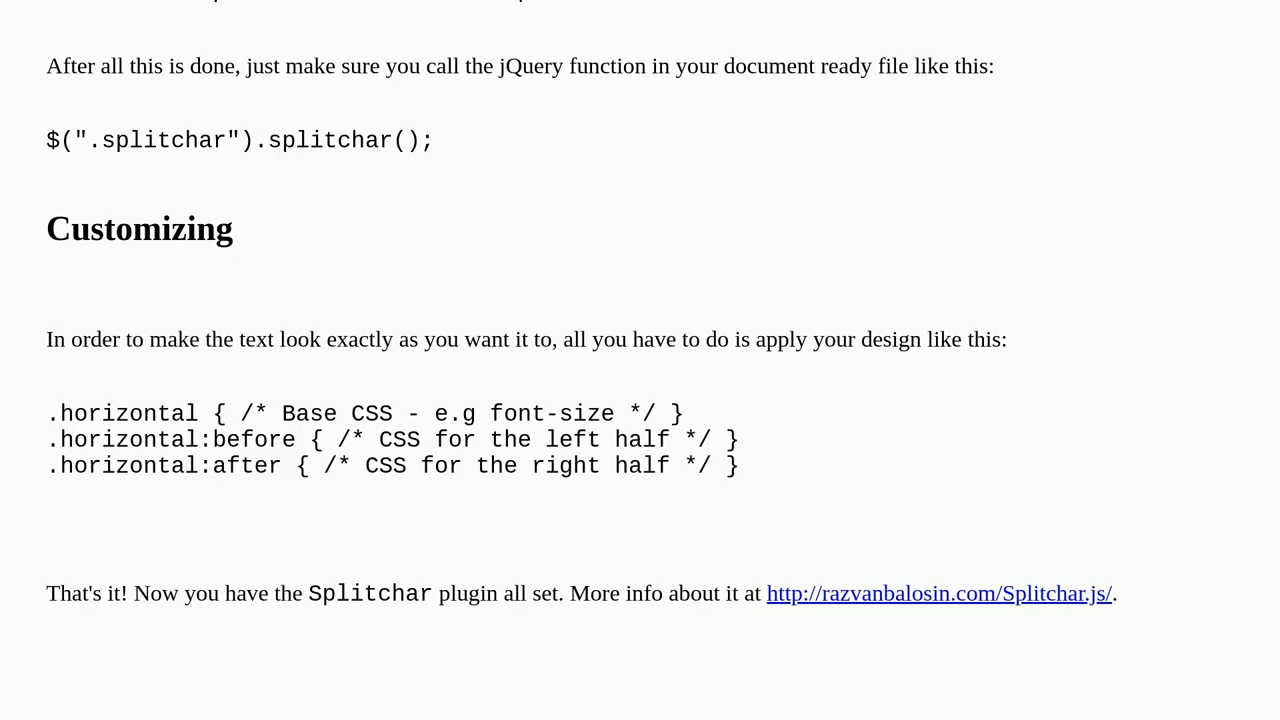 After all this is done, just make sure you call the jQuery function in your document ready file like this:
$(".splitchar").splitchar();
Customizing
In order to make the text look exactly as you want it to, all you have to do is apply your design like this:
.horizontal { /* Base CSS - e.g font-size */ }
.horizontal:before { /* CSS for the left half */ }
.horizontal:after { /* CSS for the right half */ }
That's it! Now you have the Splitchar plugin all set. More info about it at http://razvanbalosin.com/Splitchar.js/.